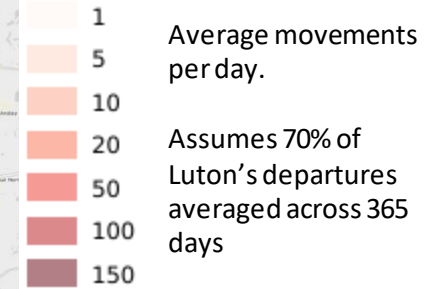 1
5
10
20
50
100
150
Average movements
per day.
Assumes 70% of
Luton's departures
averaged across 365
days